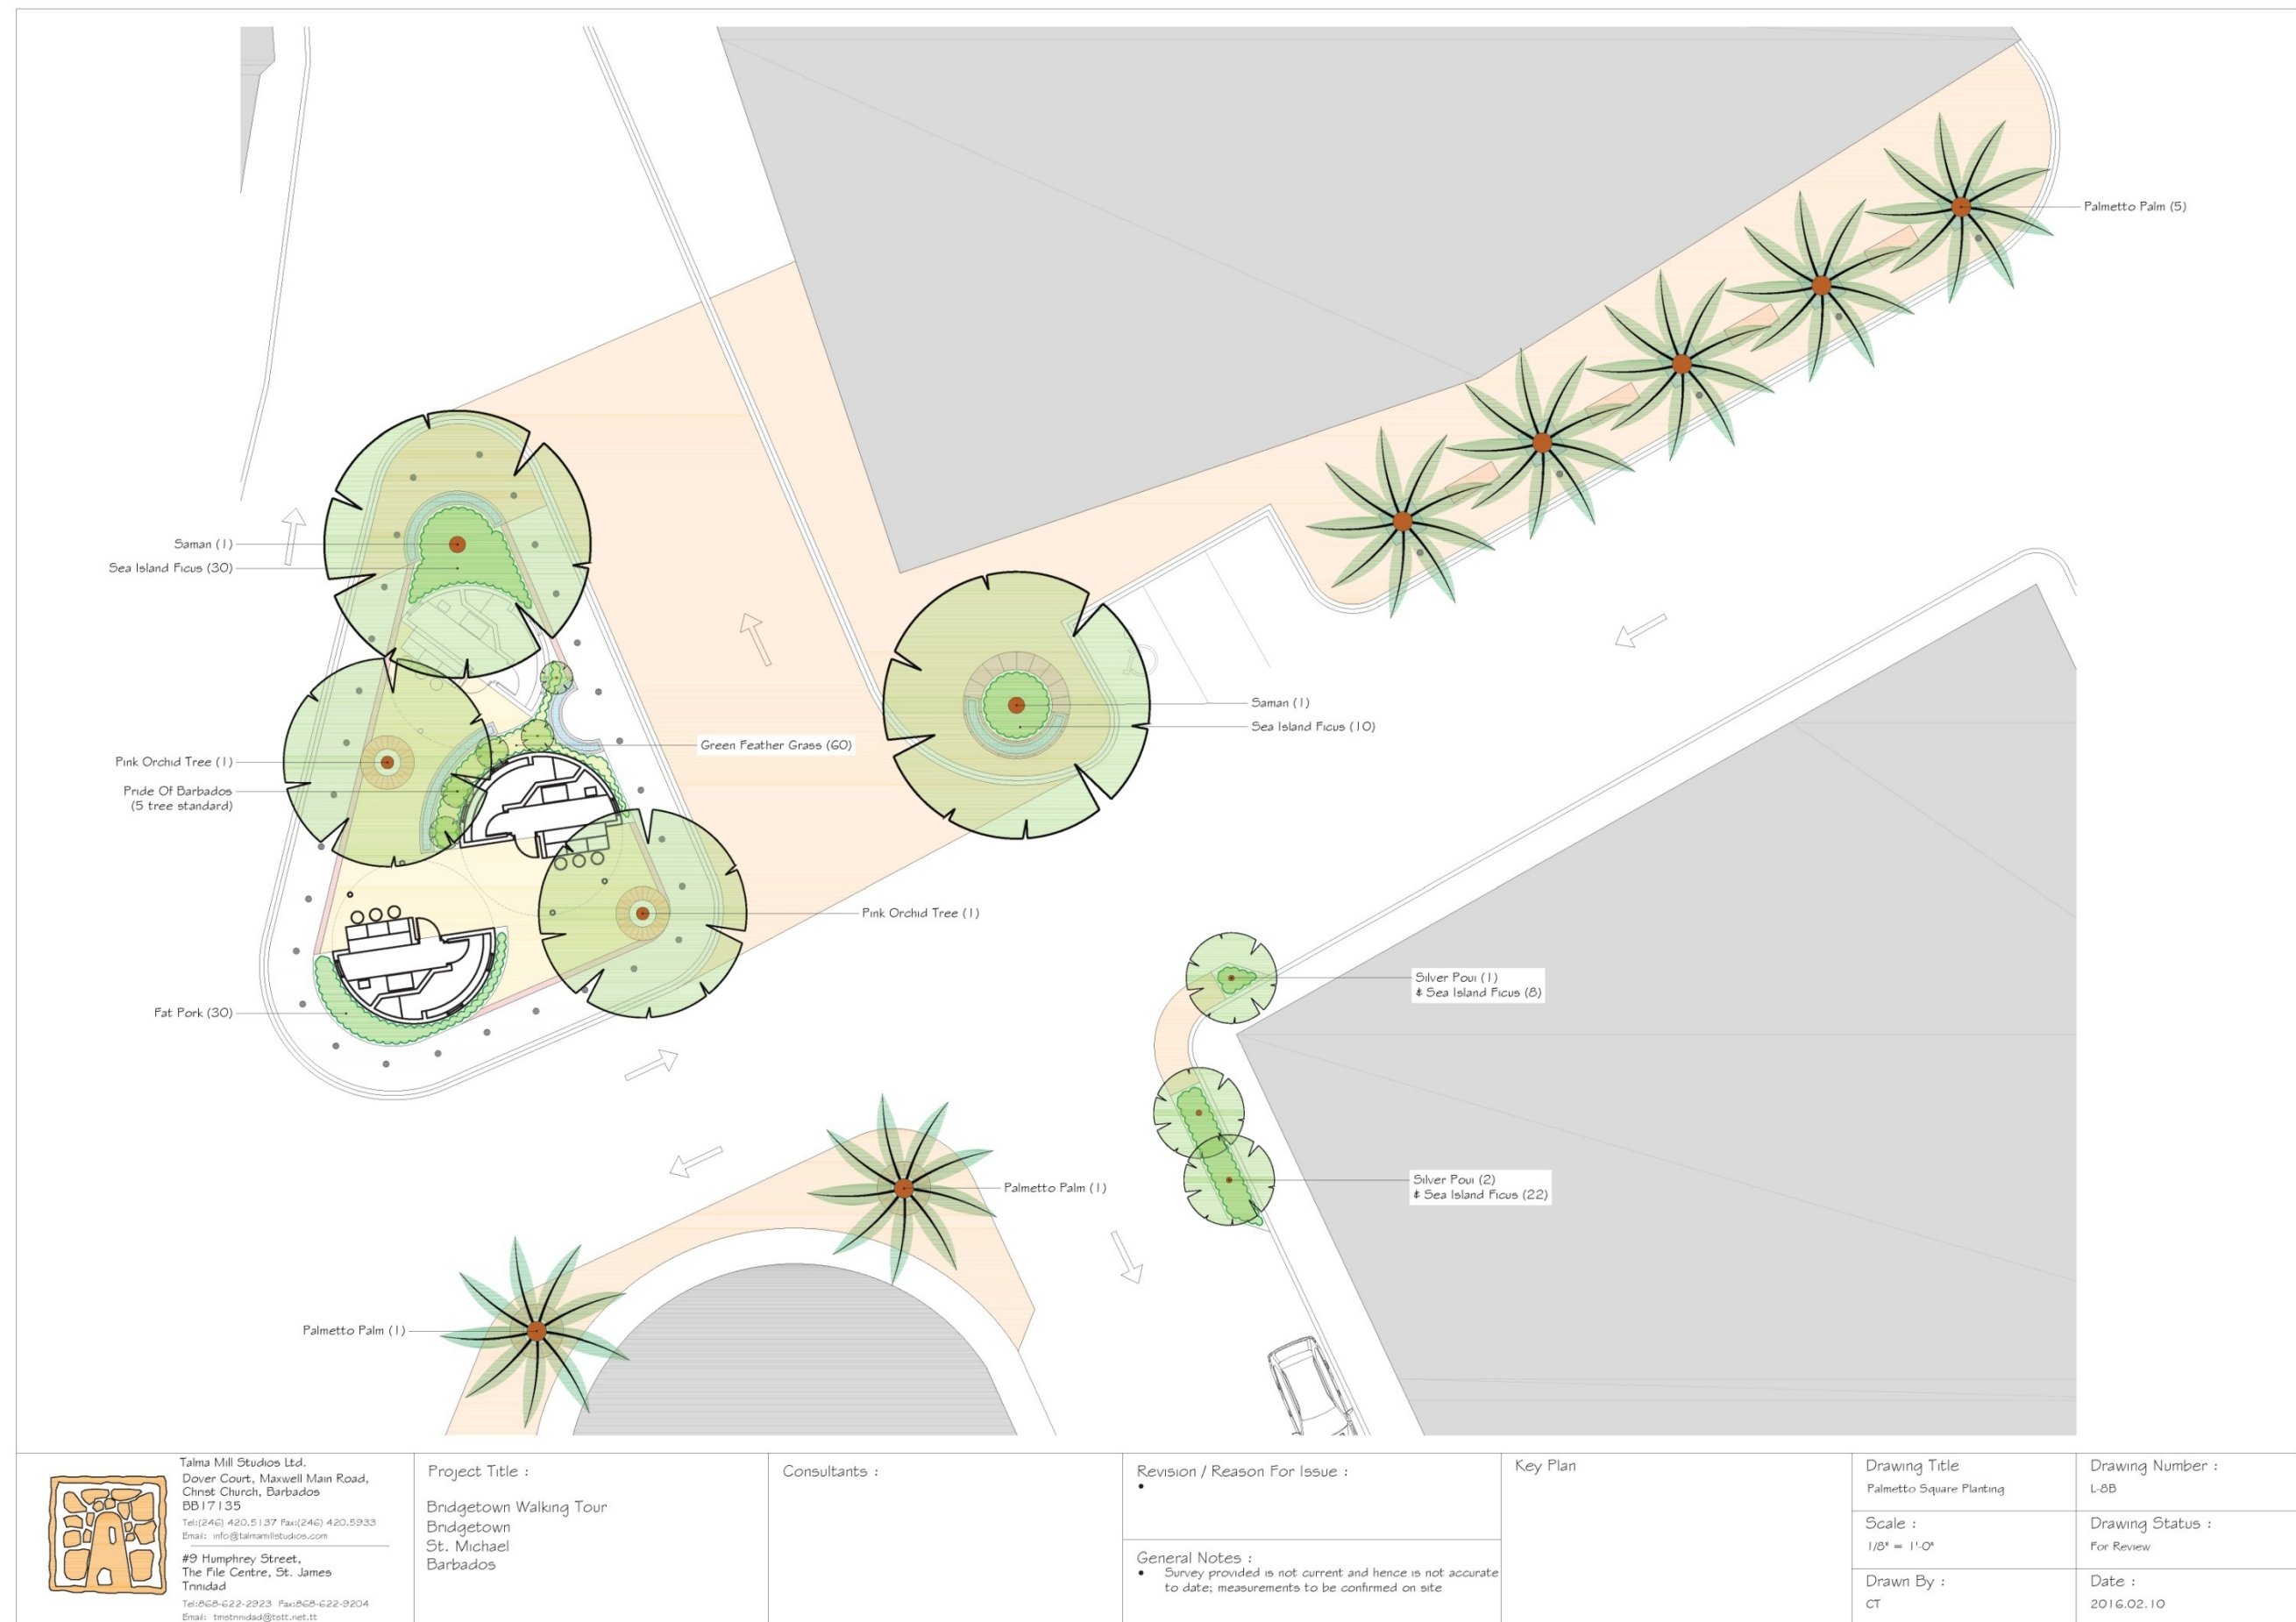 Palmetto Palm (5)
Saman (1)
Sea Island Ficus (30)
Saman (1)
Sea Island Ficus (10)
Green Feather Grass (60)
Pink Orchid Tree (1)
Pride Of Barbados
(5 tree standard)
Pink Orchid Tree (1)
Silver Poui (1)
& Sea Island Ficus (8)
Fat Pork (30)
Silver Poui (2)
& Sea Island Ficus (22)
Palmetto Palm (1)
Palmetto Palm (1)
Talma Mill Studios Ltd.
Dover Court, Maxwell Main Road,
Christ Church, Barbados
BB17135
Tel:(246) 420.5137 Fax:(246) 420.5933
Email: info@talmamillstudios.com
#9 Humphrey Street,
The File Centre, St. James
Trinidad
Tel:868-622-2923 Fax:868-622-9204
Email: tmstrinidad@tstt.net.tt
Project Title :
Bridgetown Walking Tour
Bridgetown
St. Michael
Barbados
Consultants :
Revision / Reason For Issue :
•
General Notes :
• Survey provided is not current and hence is not accurate
to date; measurements to be confirmed on site
Key Plan
Drawing Title
Palmetto Square Planting
Drawing Number :
L-8B
Scale :
1/8" = 1'-0"
Drawing Status :
For Review
Drawn By :
CT
Date :
2016.02.10